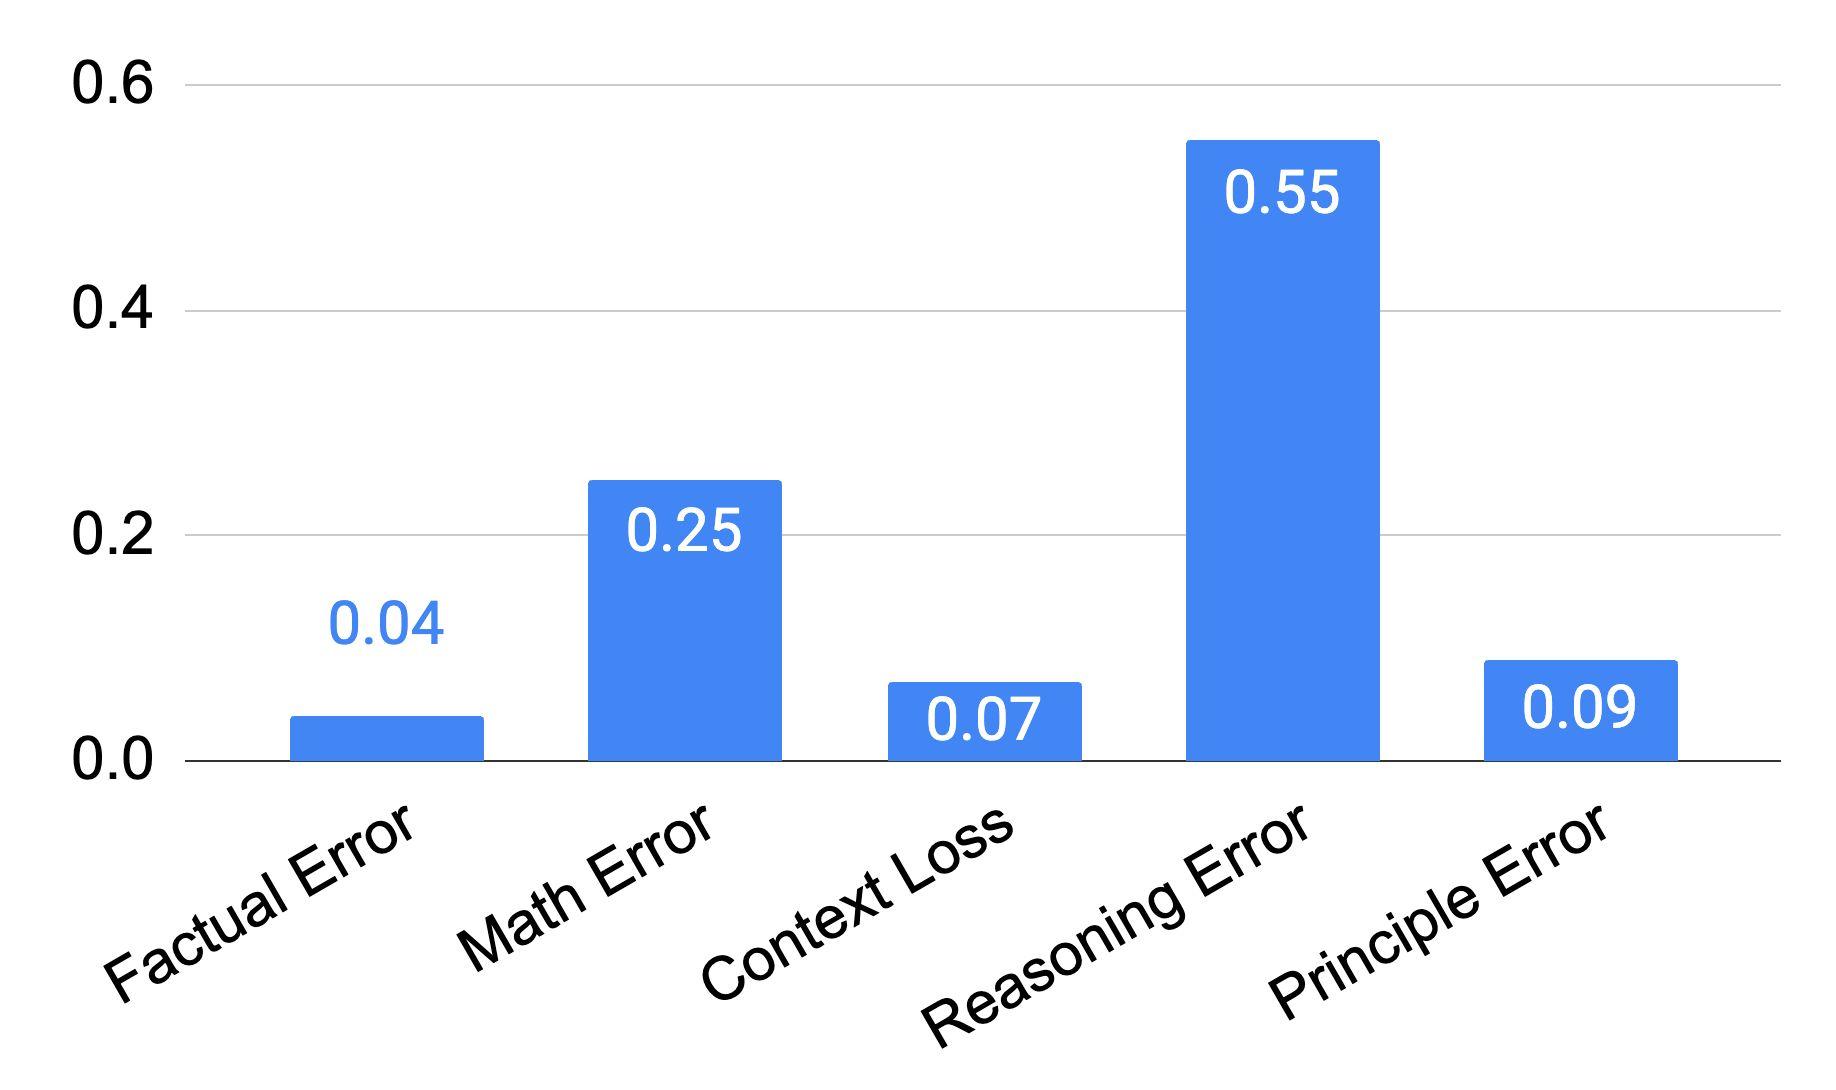 0.6
0.4
0.2
0.0
0.04
0.25
0.07
0.55
0.09
Factual Error
Math Error
Context Loss
Reasoning Error
Principle Error